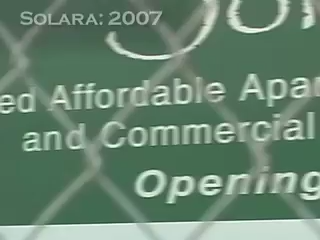 SOLARA: 2007
ed Affordable Apar
and Commercial
Opening